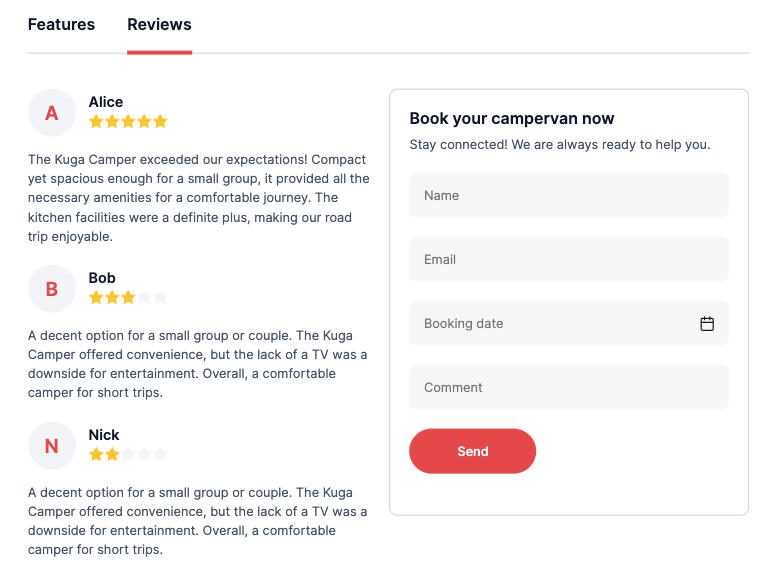 Features Reviews
A
Alice
The Kuga Camper exceeded our expectations! Compact
yet spacious enough for a small group, it provided all the
necessary amenities for a comfortable journey. The
kitchen facilities were a definite plus, making our road
trip enjoyable.
B
Bob
A decent option for a small group or couple. The Kuga
Camper offered convenience, but the lack of a TV was a
downside for entertainment. Overall, a comfortable
camper for short trips.
N
Nick
A decent option for a small group or couple. The Kuga
Camper offered convenience, but the lack of a TV was a
downside for entertainment. Overall, a comfortable
camper for short trips.
Book your campervan now
Stay connected! We are always ready to help you.
Name
Email
Booking date
Comment
Send